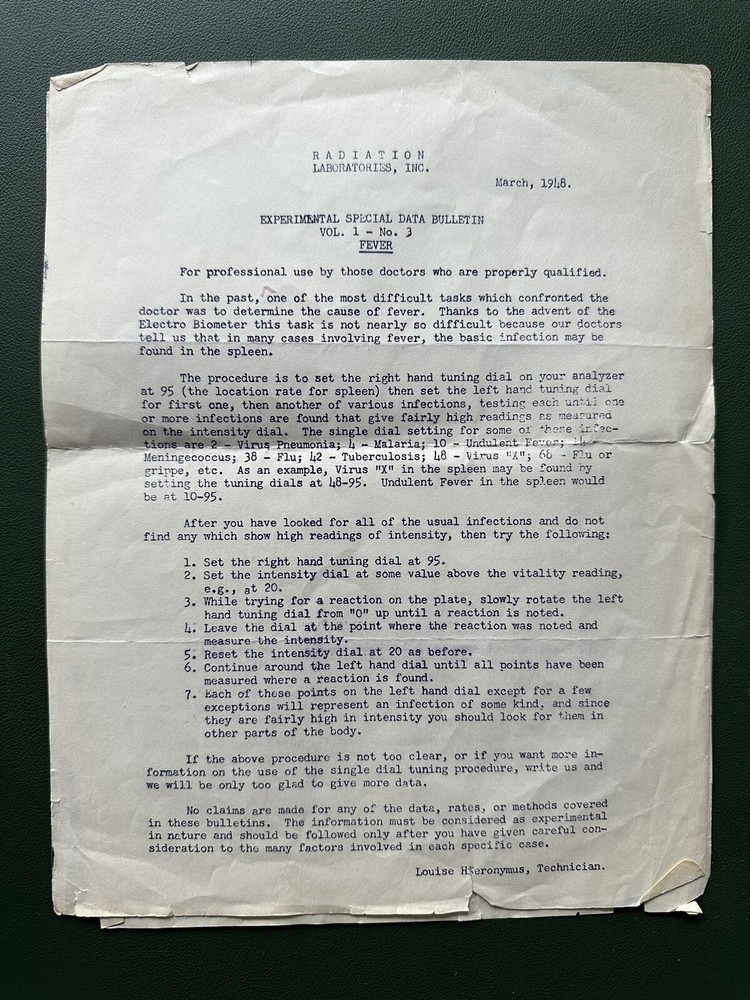 R A D I A T I O N
LABORATORIES, INC.
March, 1948.
EXPERIMENTAL SPECIAL DATA BULLETIN
VOL. 1 - No. 3
FEVER
For professional use by those doctors who are properly qualified.
In the past, one of the most difficult tasks which confronted the
doctor was to determine the cause of fever. Thanks to the advent of the
Electro Biometer this task is not nearly so difficult because our doctors
tell us that in many cases involving fever, the basic infection may be
found in the spleen.
The procedure is to set the right hand tuning dial on your analyzer
at 95 (the location rate for spleen) then set the left hand tuning dial
for first one, then another of various infections, testing each until one
or more infections are found that give fairly high readings as measured
on the intensity dial. The single dial setting for some of these infec-
tions are 2 - Virus Pneumonia; 4 - Malaria; 10 - Undulent Fever;
Meningecoccus; 38 - Flu; 42 - Tuberculosis; 48 - Virus "X"; 66 - Flu or
grippe, etc. As an example, Virus "X" in the spleen may be found by
setting the tuning dials at 48-95. Undulent Fever in the spleen would
be at 10-95.
After you have looked for all of the usual infections and do not
find any which show high readings of intensity, then try the following:
1. Set the right hand tuning dial at 95.
2. Set the intensity dial at some value above the vitality reading,
e.g., at 20.
3. While trying for a reaction on the plate, slowly rotate the left
hand tuning dial from "0" up until a reaction is noted.
4. Leave the dial at the point where the reaction was noted and
measure the intensity.
5. Reset the intensity dial at 20 as before.
6. Continue around the left hand dial until all points have been
measured where a reaction is found.
7. Each of these points on the left hand dial except for a few
exceptions will represent an infection of some kind, and since
they are fairly high in intensity you should look for them in
other parts of the body.
If the above procedure is not too clear, or if you want more in-
formation on the use of the single dial tuning procedure, write us and
we will be only too glad to give more data.
No claims are made for any of the data, rates, or methods covered
in these bulletins. The information must be considered as experimental
in nature and should be followed only after you have given careful con-
sideration to the many factors involved in each specific case.
Louise Hieronymus, Technician.